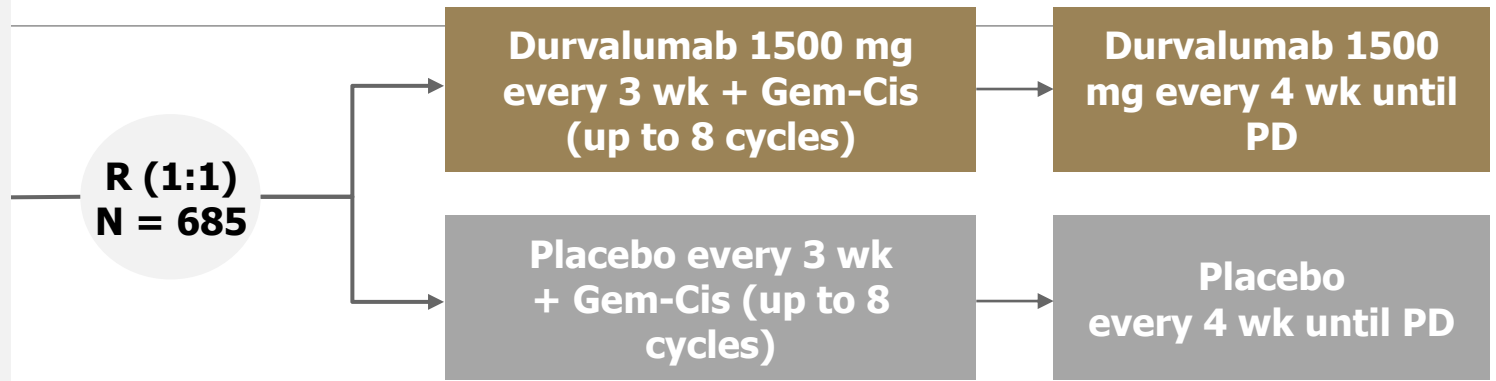 R (1:1)
N = 685
Durvalumab 1500 mg
every 3 wk + Gem-Cis
(up to 8 cycles)
Durvalumab 1500
mg every 4 wk until
PD
Placebo every 3 wk
+ Gem-Cis (up to 8
cycles)
Placebo
every 4 wk until PD